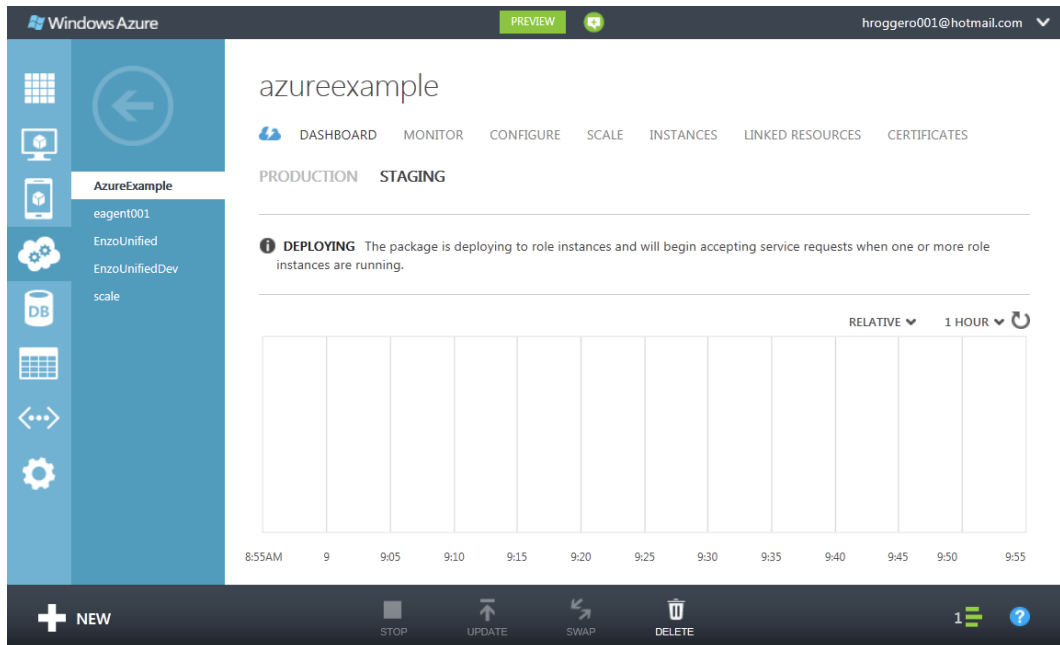 Windows Azure PREVIEW hroggero001@hotmail.com
azureexample
DASHBOARD MONITOR CONFIGURE SCALE INSTANCES LINKED RESOURCES CERTIFICATES
PRODUCTION STAGING
AzureExample
eagent001
EnzoUnified
EnzoUnifiedDev
scale
DB
DEPLOYING The package is deploying to role instances and will begin accepting service requests when one or more role
instances are running.
RELATIVE 1 HOUR
8:55AM 9 9:05 9:10 9:15 9:20 9:25 9:30 9:35 9:40 9:45 9:50 9:55
NEW STOP UPDATE SWAP DELETE 1 ?